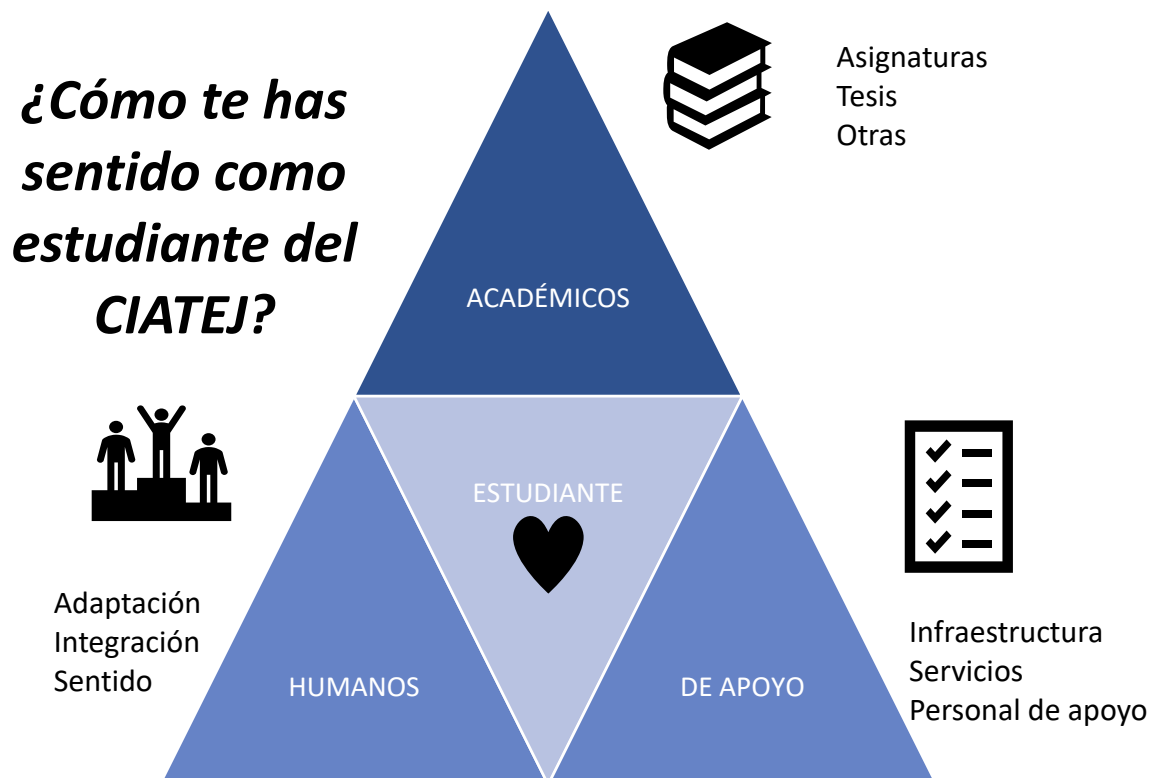 ¿Cómo te has
sentido como
estudiante del
CIATEJ?
Asignaturas
Tesis
Otras
ACADÉMICOS
ESTUDIANTE
Adaptación
Integración
Sentido
HUMANOS
DE APOYO
Infraestructura
Servicios
Personal de apoyo